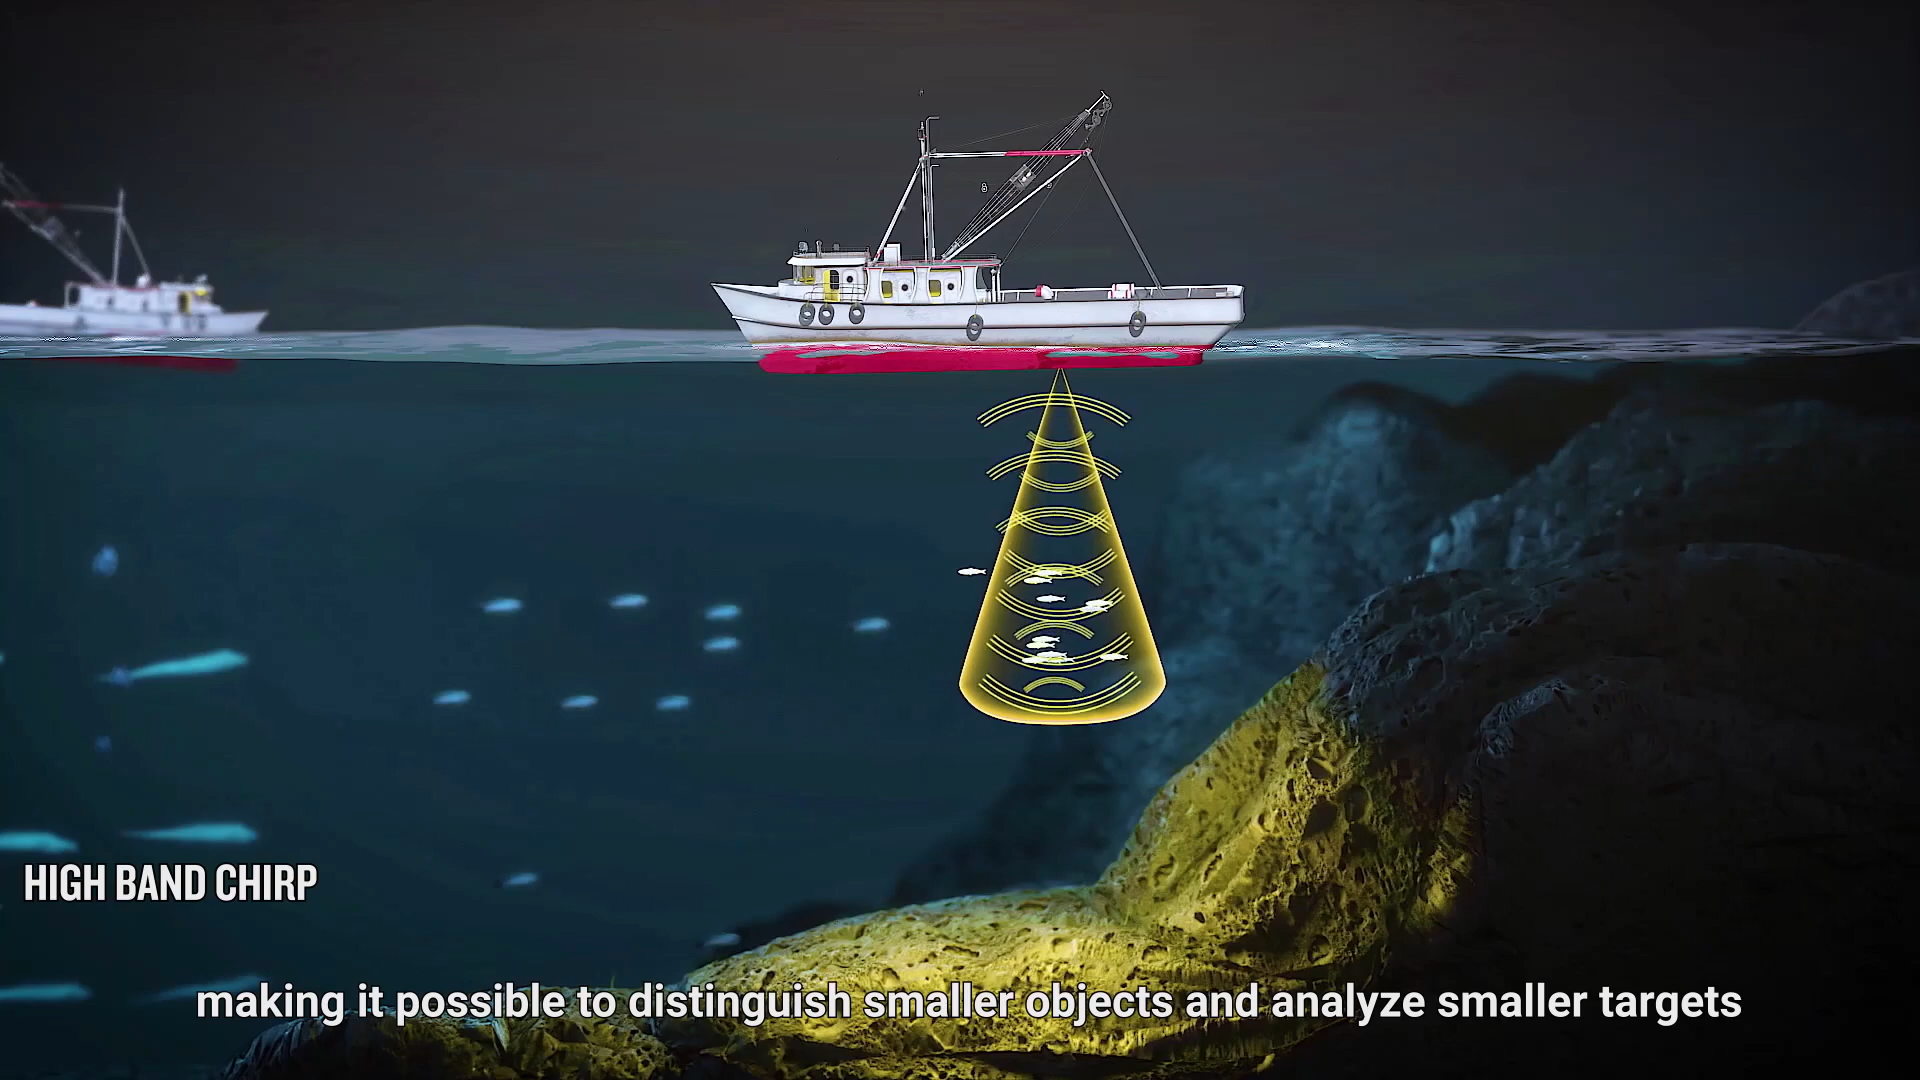 HIGH BAND CHIRP
making it possible to distinguish smaller objects and analyze smaller targets